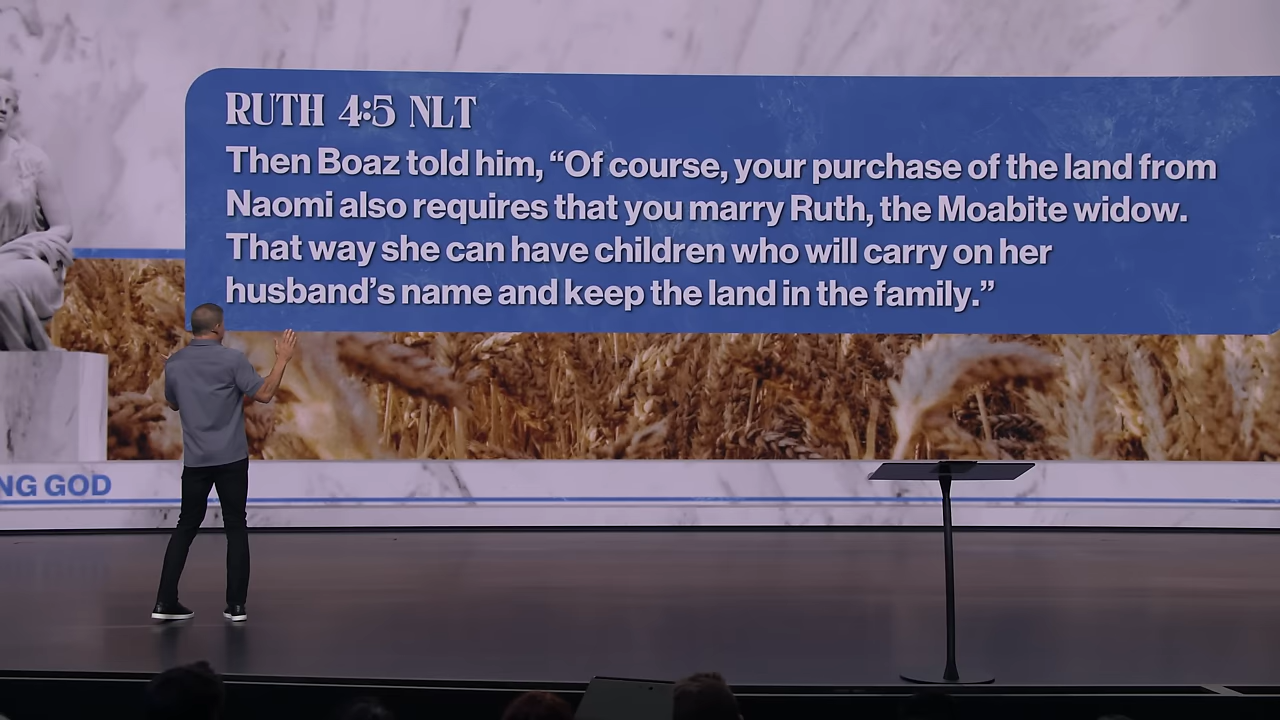 RUTH 4:5 NLT
Then Boaz told him, “Of course, your purchase of the land from
Naomi also requires that you marry Ruth, the Moabite widow.
That way she can have children who will carry on her
husband’s name and keep the land in the family.”
NG GOD